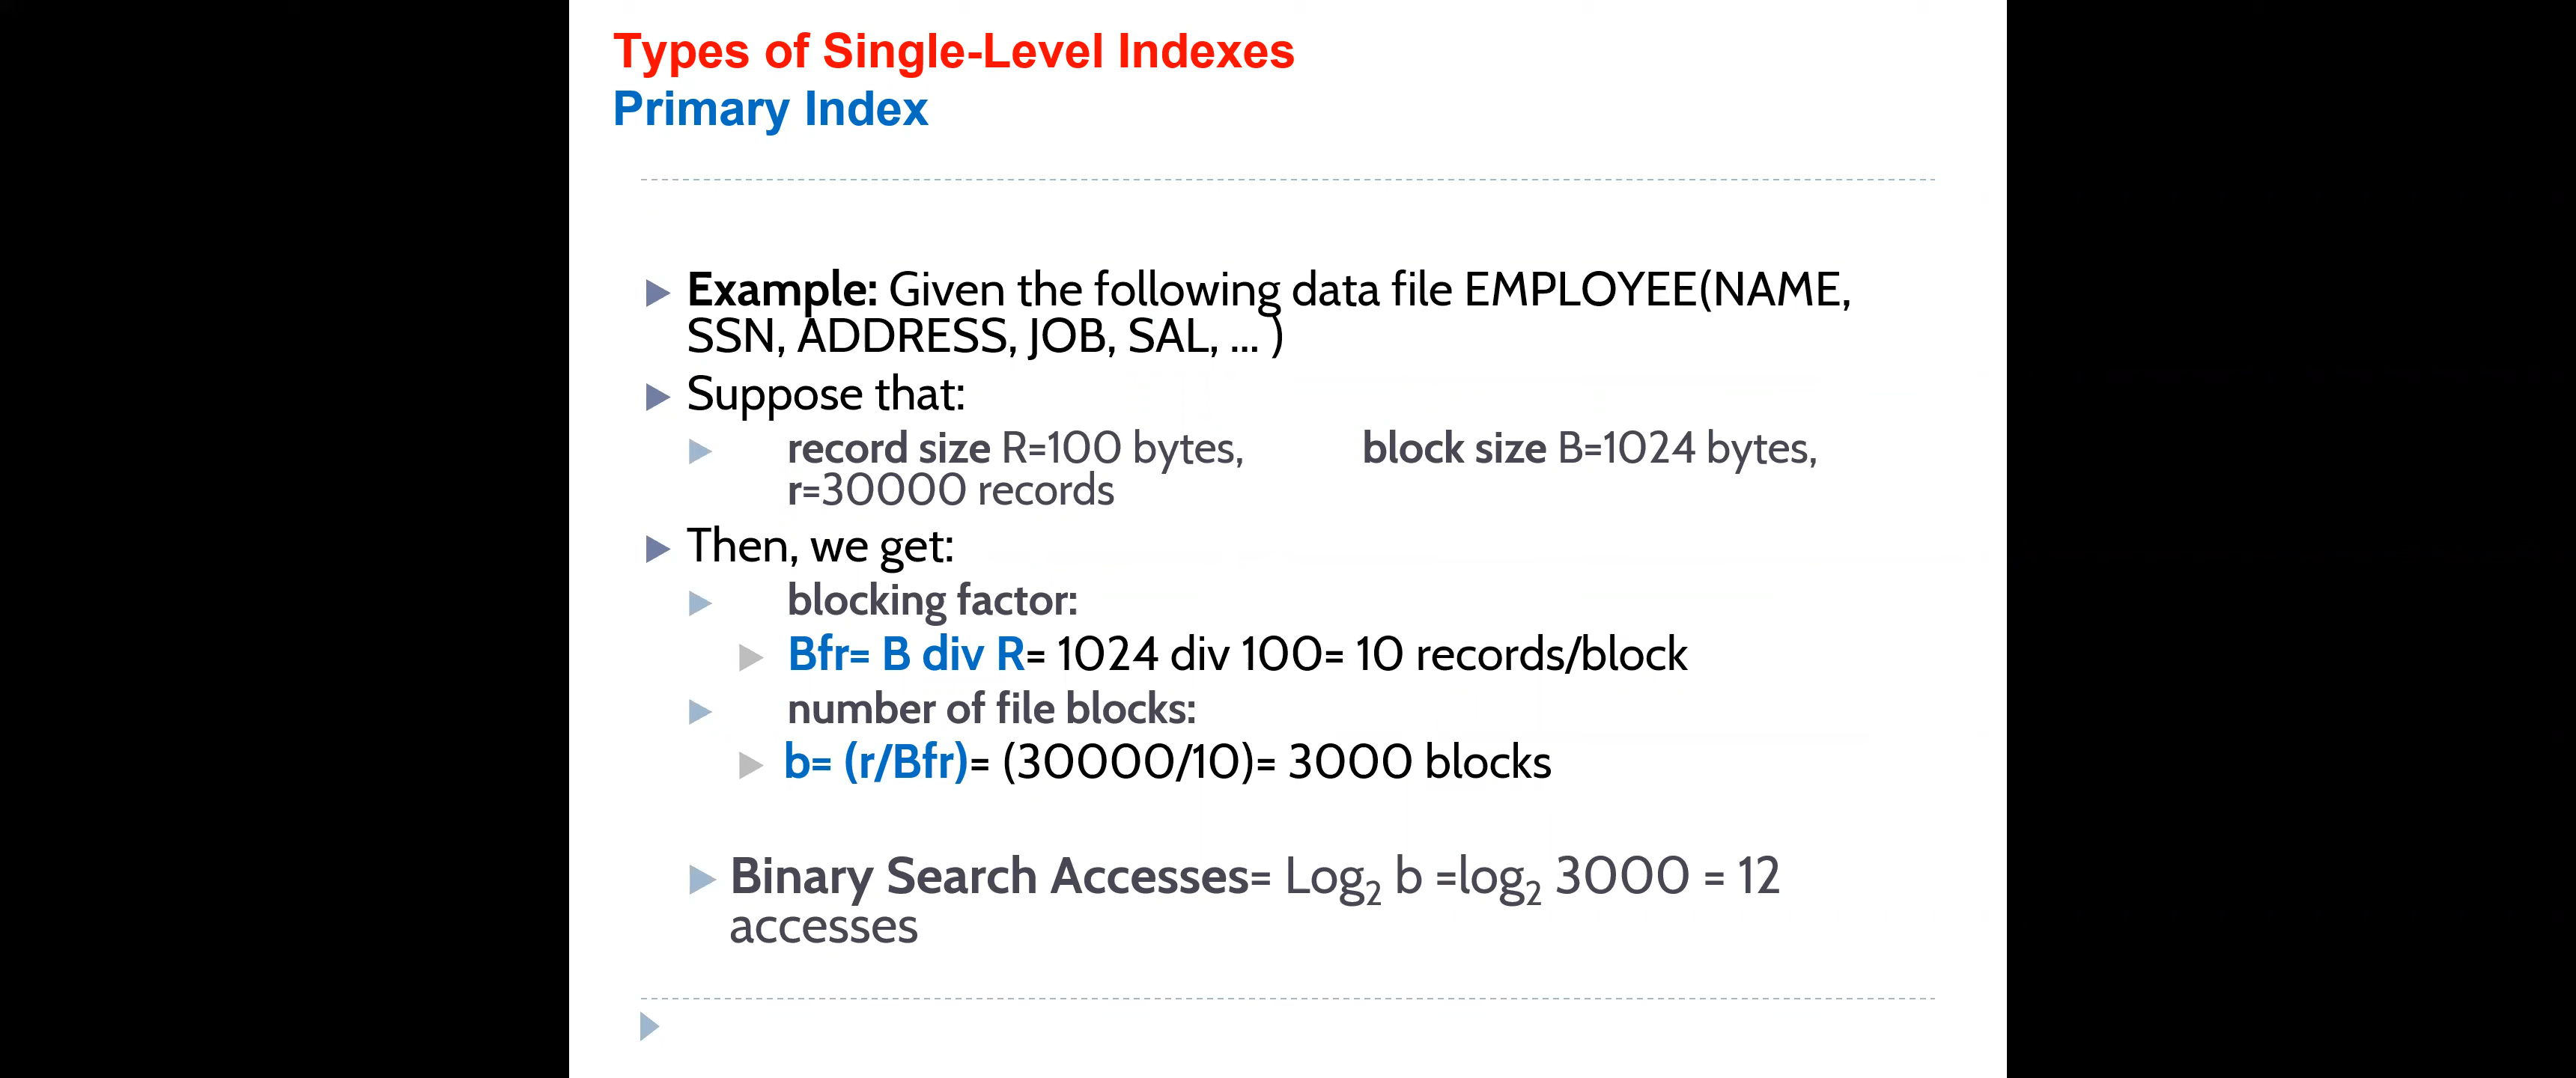 Types of Single-Level Indexes
Primary Index
Example: Given the following data file EMPLOYEE(NAME,
SSN, ADDRESS, JOB, SAL, ... )
Suppose that:
record size R=100 bytes, block size B=1024 bytes,
r=30000 records
Then, we get:
blocking factor:
Bfr= B div R= 1024 div 100= 10 records/block
number of file blocks:
b= (r/Bfr)= (30000/10)= 3000 blocks
Binary Search Accesses= Log₂ b =log₂ 3000 = 12
accesses